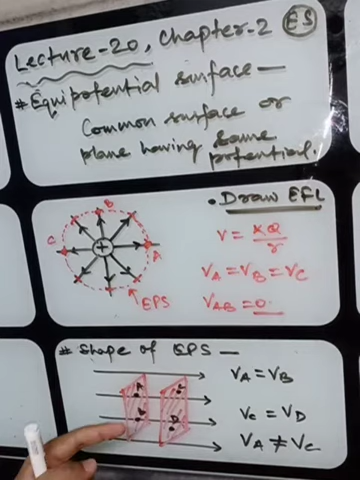 Lecture-20, Chapter-2 ES
# Equipotential surface —
Common surface or
plane having same
potential.
• Draw EFL
B
C
+
A
EPS
V = KQ/r
VA = VB = VC
VAB = 0
# Shape of EPS —
A
C
B
D
VA = VB
VC = VD
VA ≠ VC